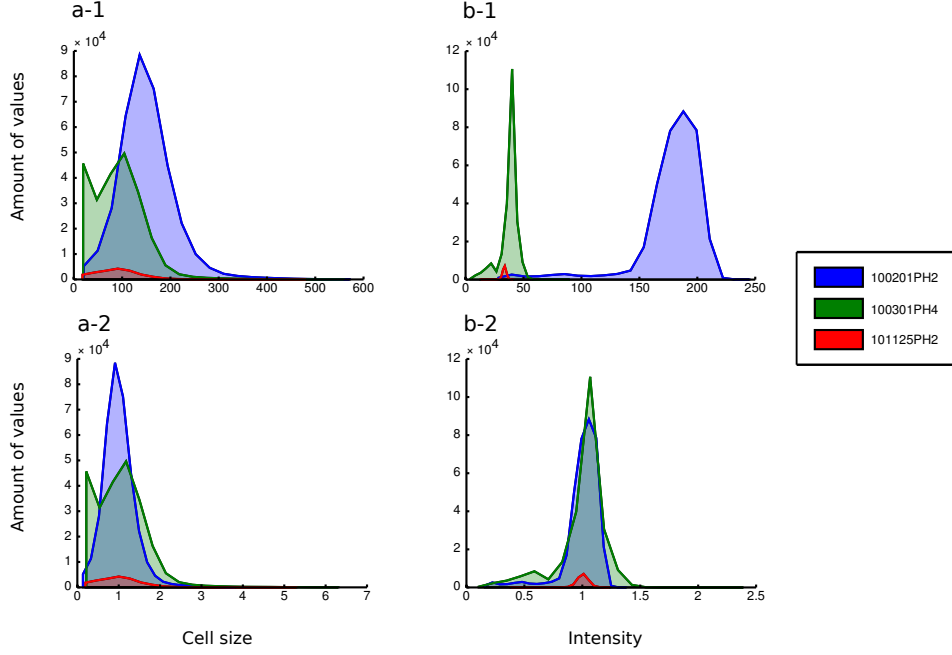 a-1
b-1
× 10⁴
× 10⁴
Amount of values
9
8
7
6
5
4
3
2
1
0
0 100 200 300 400 500 600
12
10
8
6
4
2
0
0 50 100 150 200 250
100201PH2
100301PH4
101125PH2
a-2
b-2
× 10⁴
× 10⁴
Amount of values
9
8
7
6
5
4
3
2
1
0
0 1 2 3 4 5 6 7
12
10
8
6
4
2
0
0 0.5 1 1.5 2 2.5
Cell size
Intensity